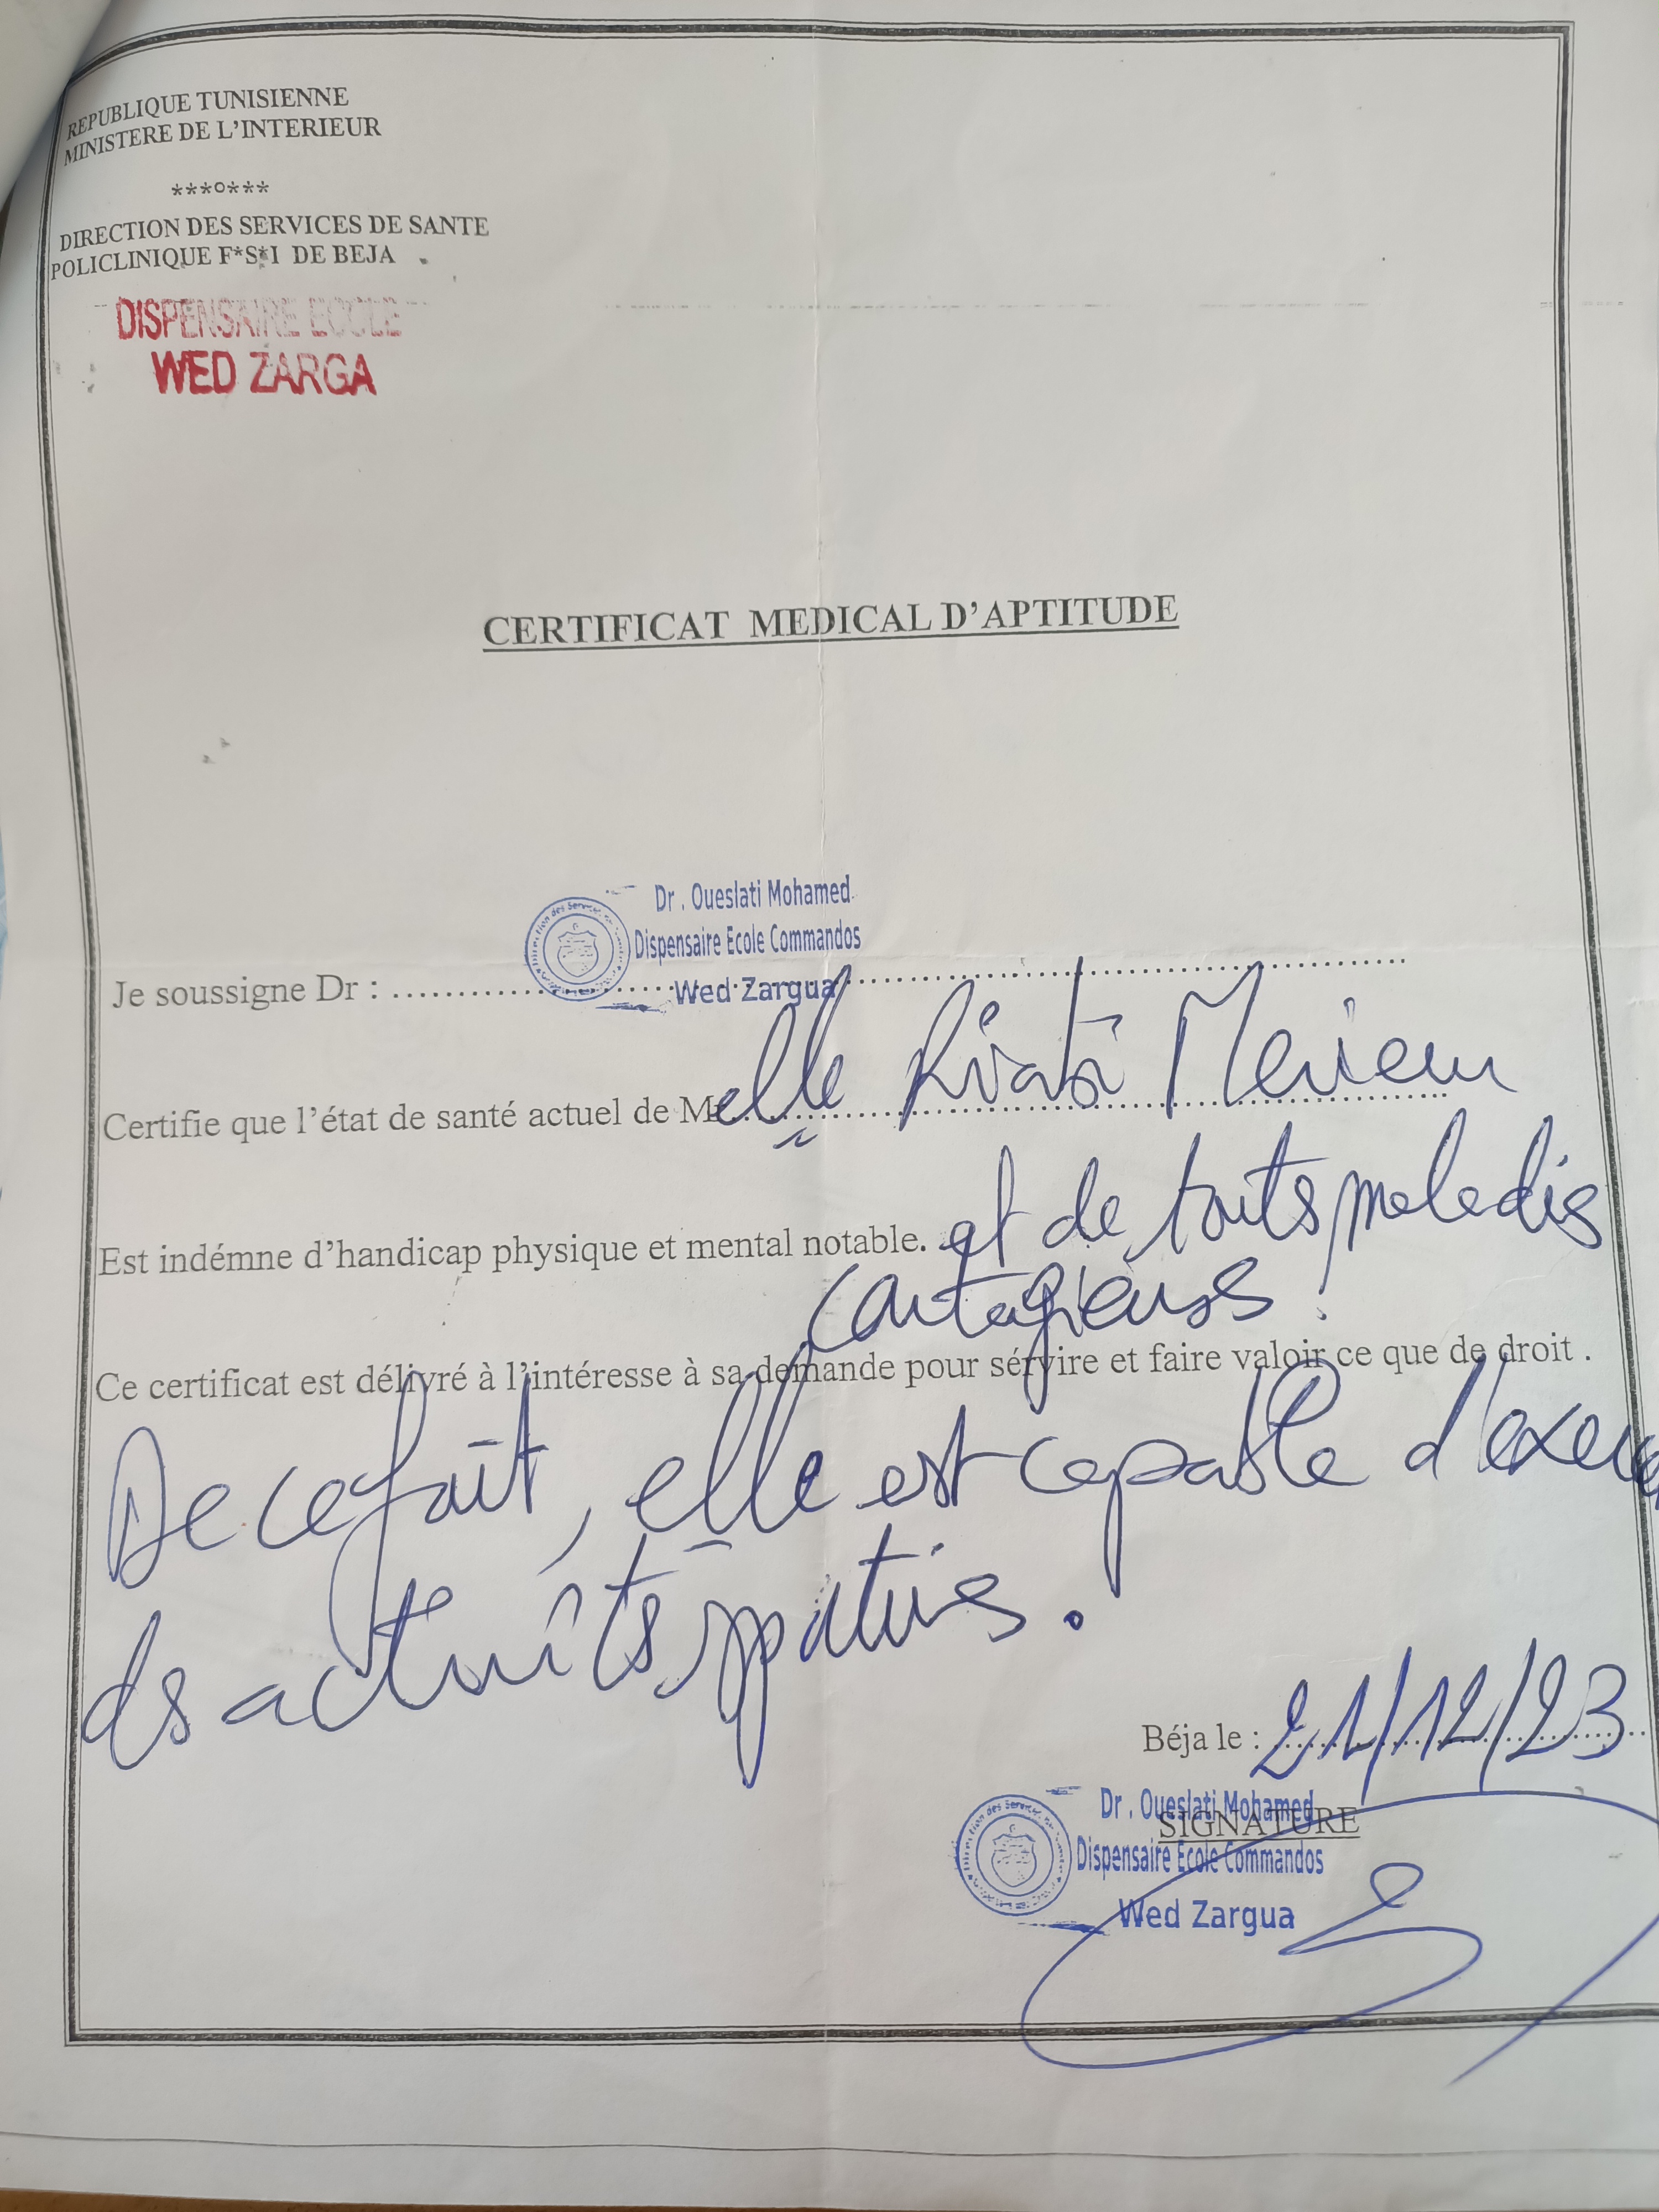 REPUBLIQUE TUNISIENNE
MINISTERE DE L'INTERIEUR
***o***
DIRECTION DES SERVICES DE SANTE
POLICLINIQUE F*S*I DE BEJA
DISPENSAIRE ECOLE
WED ZARGA
CERTIFICAT MEDICAL D'APTITUDE
Dr . Oueslati Mohamed
Dispensaire Ecole Commandos
Wed Zargua
Je soussigne Dr :
Certifie que l'état de santé actuel de Melle Meriem
Est indémne d'handicap physique et mental notable. et de touts maladis
contagieuses.
Ce certificat est délivré à l'intéresse à sa demande pour sérvire et faire valoir ce que de droit .
De ce fait, elle est capable
ds activités
Béja le : 21/12/23
Dr . Oueslati Mohamed
SIGNATURE
Dispensaire Ecole Commandos
Wed Zargua